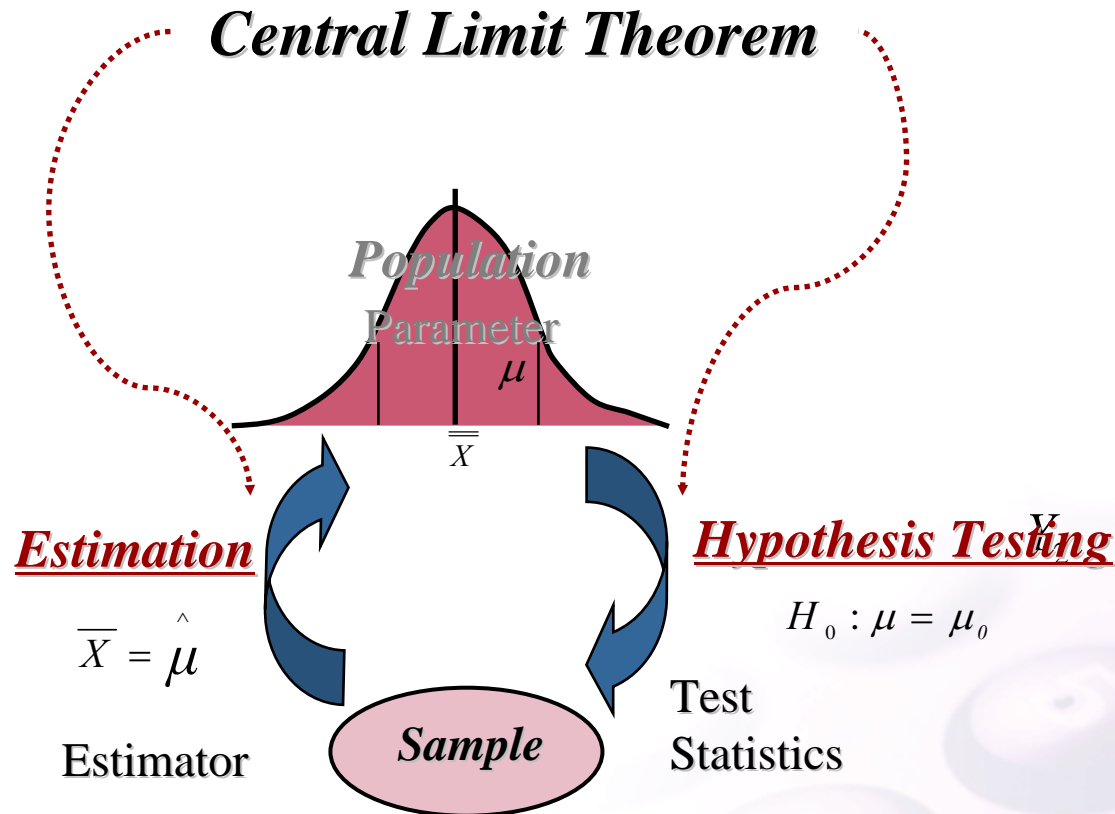 Central Limit Theorem
Population
Parameter
μ
X̿
Estimation
Hypothesis Testing
X̅ = μ̂
H₀ : μ = μ₀
Test
Statistics
Sample
Estimator